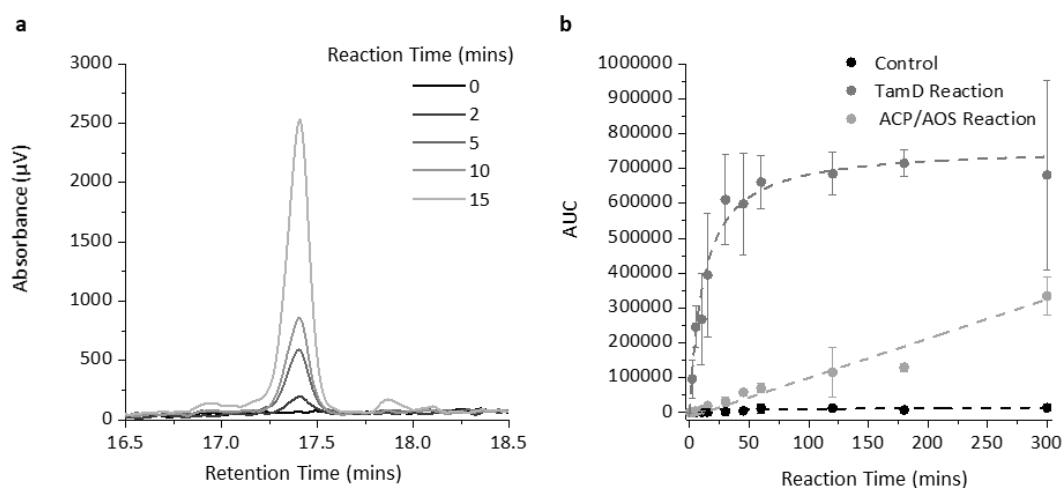 a
Reaction Time (mins)
0
2
5
10
15
3000
2500
2000
1500
1000
500
0
Absorbance (µV)
16.5 17.0 17.5 18.0 18.5
Retention Time (mins)
b
Control
TamD Reaction
ACP/AOS Reaction
1000000
900000
800000
700000
600000
500000
400000
300000
200000
100000
0
AUC
0 50 100 150 200 250 300
Reaction Time (mins)